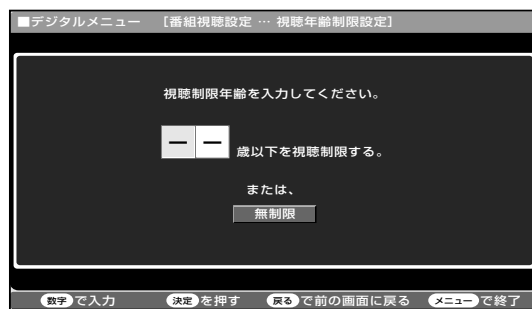 ■デジタルメニュー ［番組視聴設定 … 視聴年齢制限設定］
視聴制限年齢を入力してください。
－ － 歳以下を視聴制限する。
または、
無制限
数字で入力 決定を押す 戻るで前の画面に戻る メニューで終了